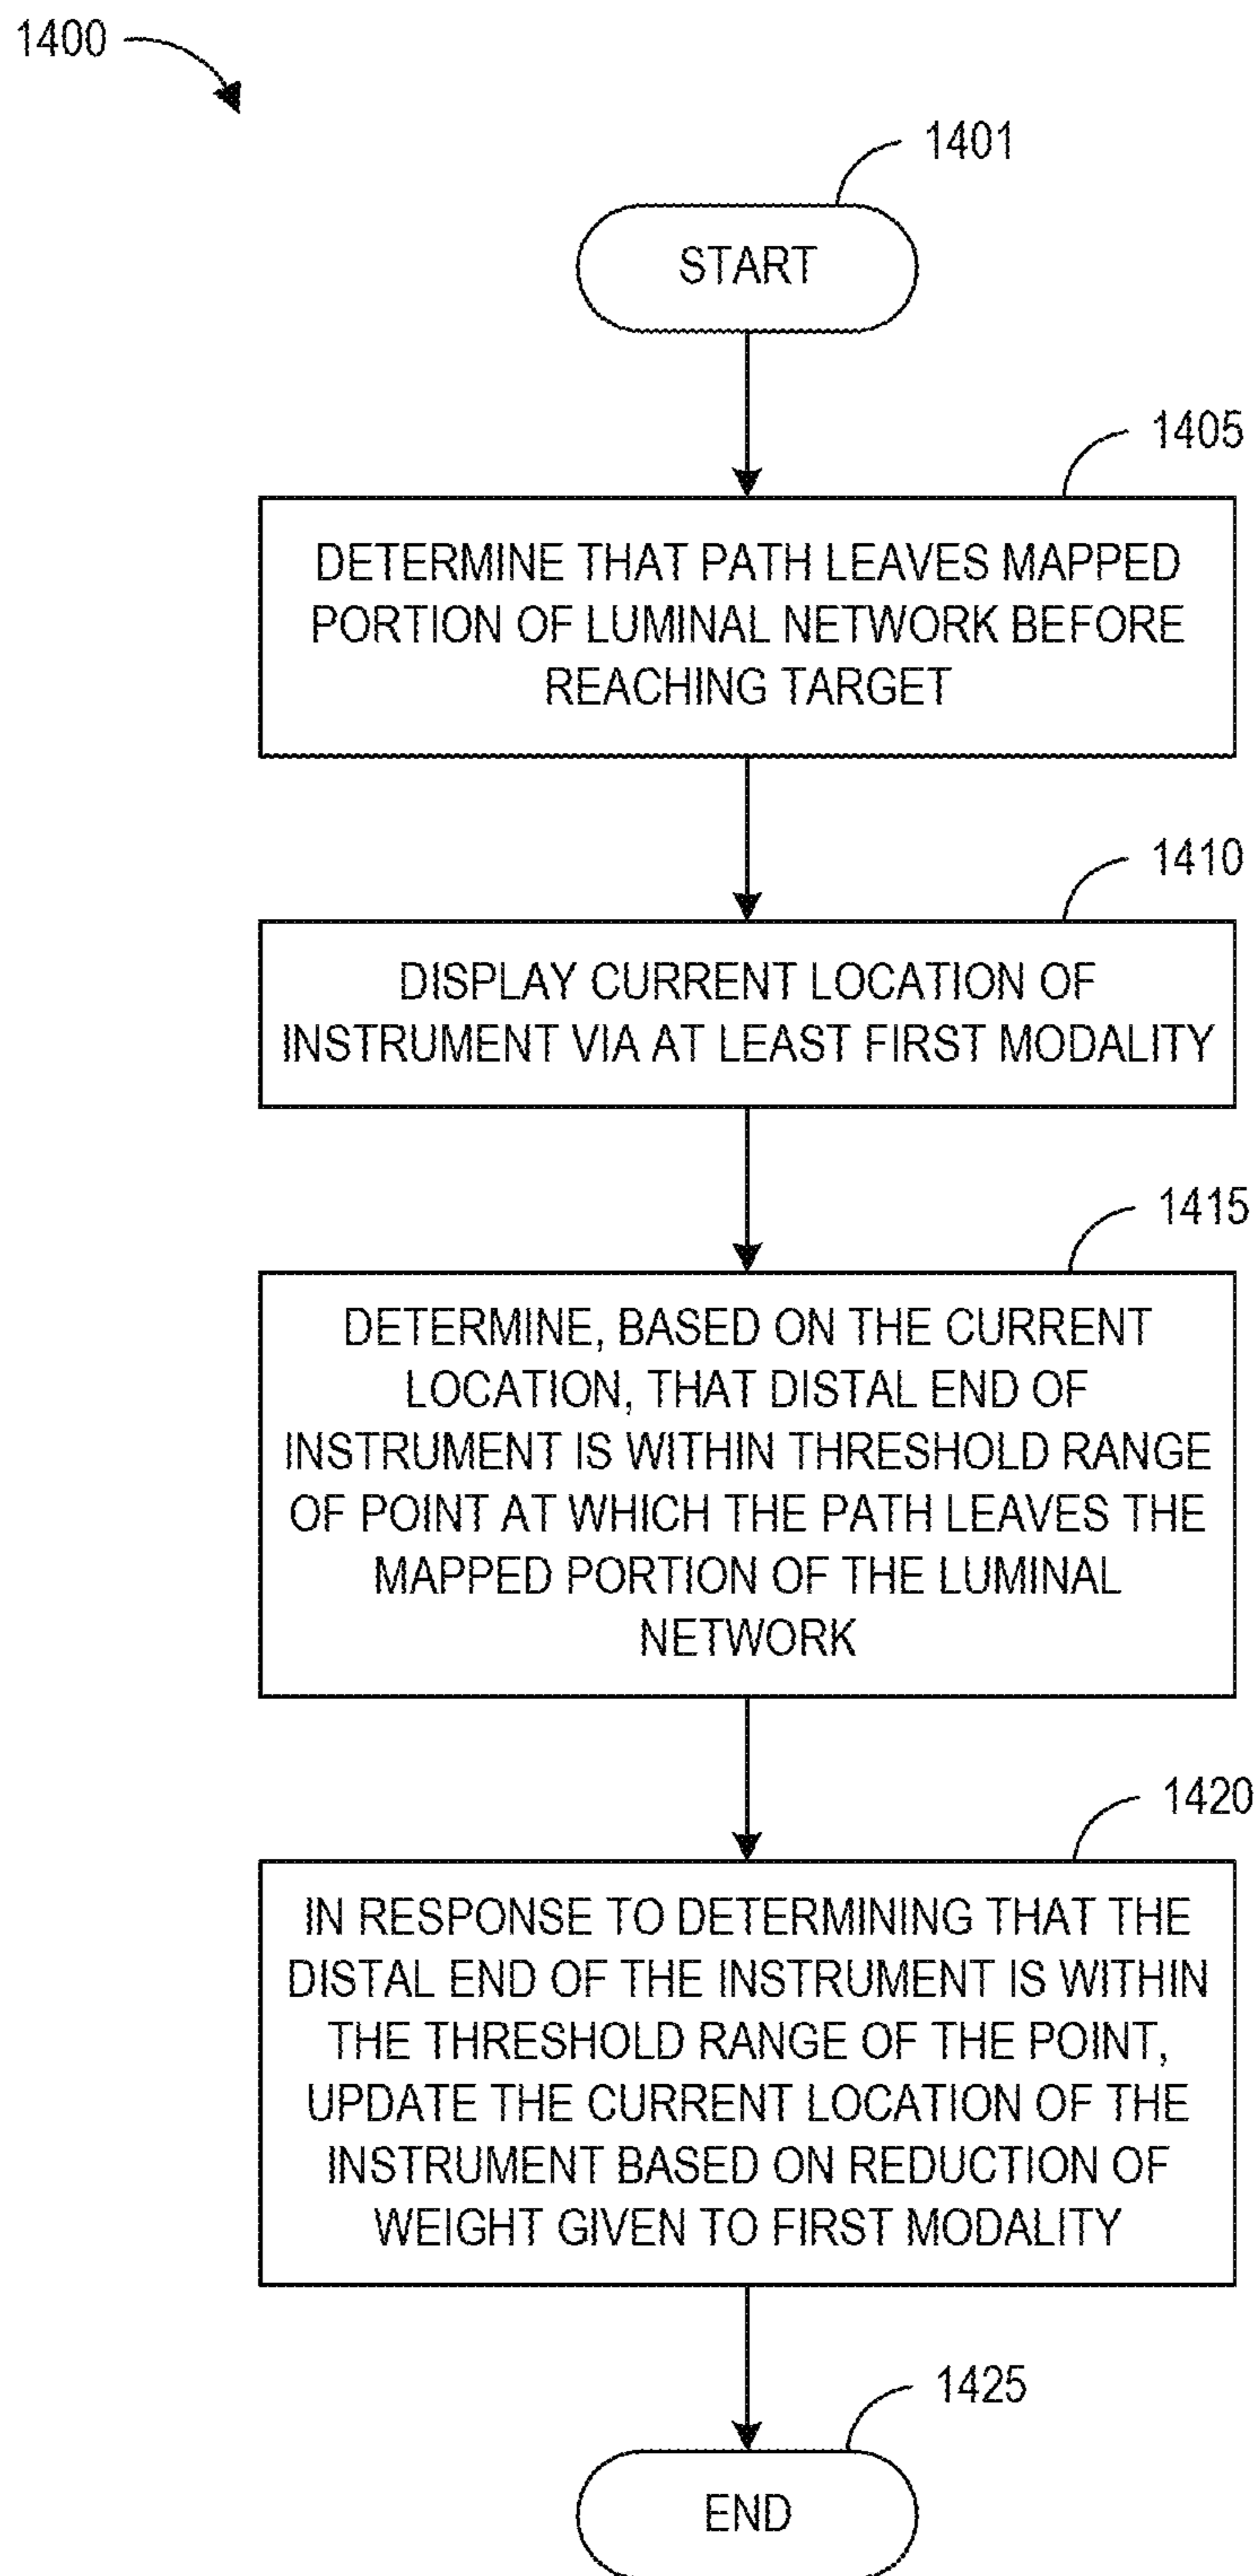 1400
1401
START
1405
DETERMINE THAT PATH LEAVES MAPPED
PORTION OF LUMINAL NETWORK BEFORE
REACHING TARGET
1410
DISPLAY CURRENT LOCATION OF
INSTRUMENT VIA AT LEAST FIRST MODALITY
1415
DETERMINE, BASED ON THE CURRENT
LOCATION, THAT DISTAL END OF
INSTRUMENT IS WITHIN THRESHOLD RANGE
OF POINT AT WHICH THE PATH LEAVES THE
MAPPED PORTION OF THE LUMINAL
NETWORK
1420
IN RESPONSE TO DETERMINING THAT THE
DISTAL END OF THE INSTRUMENT IS WITHIN
THE THRESHOLD RANGE OF THE POINT,
UPDATE THE CURRENT LOCATION OF THE
INSTRUMENT BASED ON REDUCTION OF
WEIGHT GIVEN TO FIRST MODALITY
1425
END